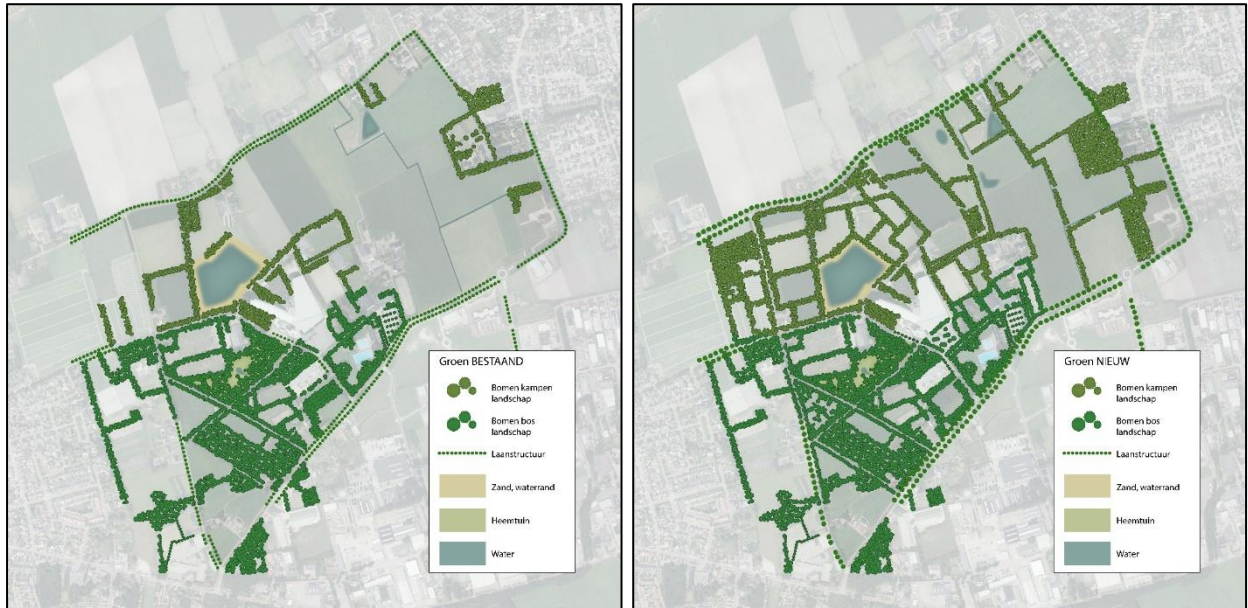 Groen BESTAAND
Bomen kampen
landschap
Bomen bos
landschap
Laanstructuur
Zand, waterrand
Heemtuin
Water
Groen NIEUW
Bomen kampen
landschap
Bomen bos
landschap
Laanstructuur
Zand, waterrand
Heemtuin
Water